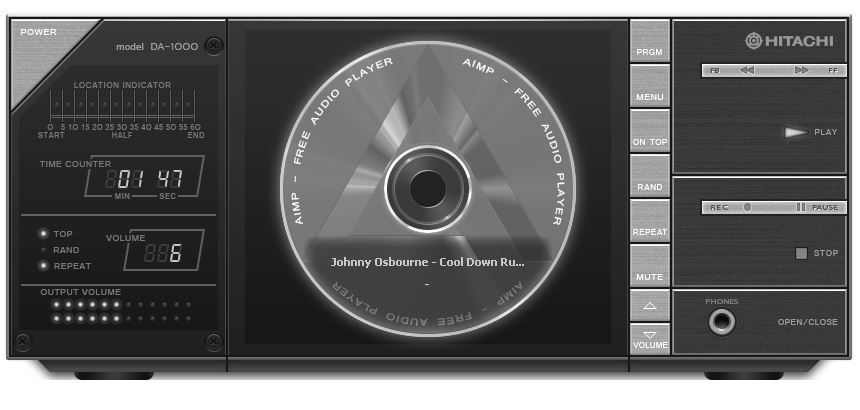 POWER
model DA-1000
LOCATION INDICATOR
0 5 10 15 20 25 30 35 40 45 50 55 60
START HALF END
TIME COUNTER
01 47
MIN SEC
TOP
RAND
REPEAT
VOLUME
6
OUTPUT VOLUME
AIMP - FREE AUDIO PLAYER
AIMP - FREE AUDIO PLAYER
Johnny Osbourne - Cool Down Ru...
-
AIMP - FREE AUDIO PLAYER
PRGM
MENU
ON TOP
RAND
REPEAT
MUTE
VOLUME
HITACHI
FB FF
PLAY
REC PAUSE
STOP
PHONES
OPEN/CLOSE